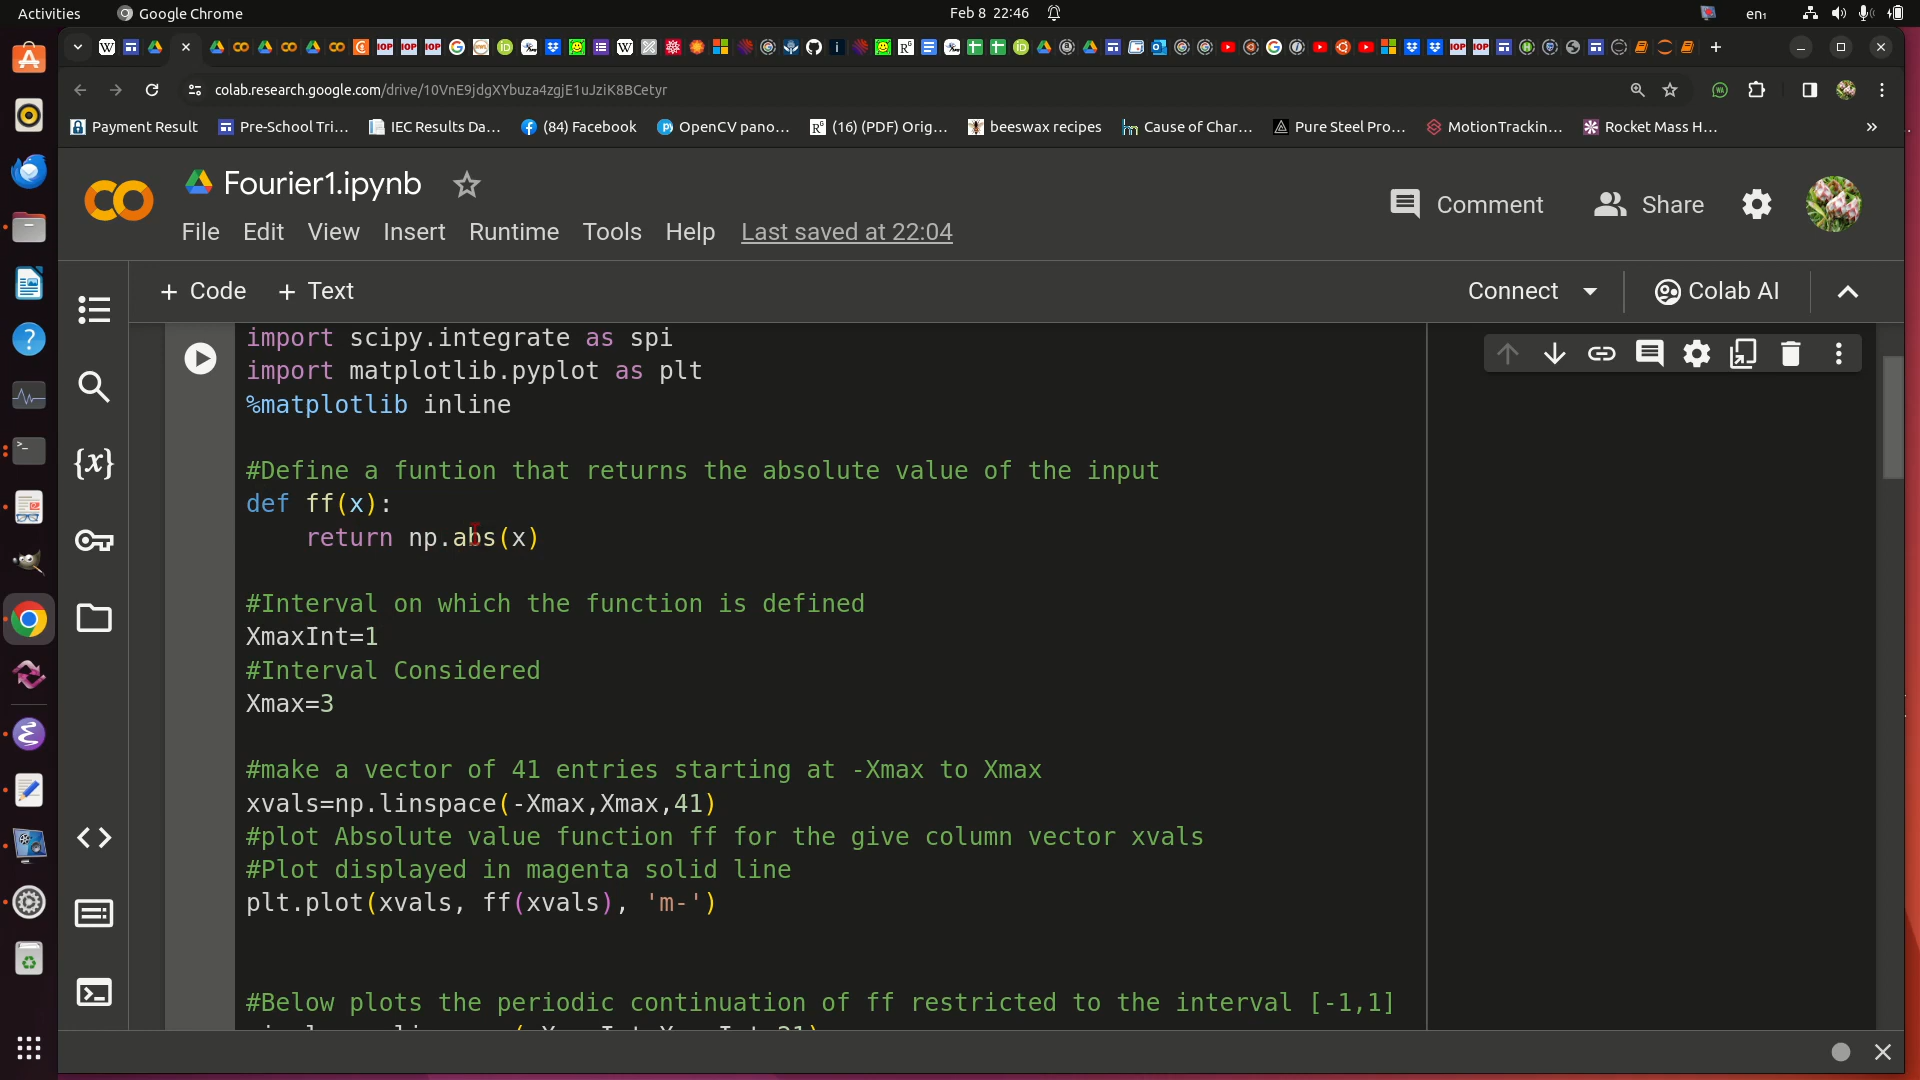 Activities
Google Chrome
Feb 8 22:46
en₁
colab.research.google.com/drive/10VnE9jdgXYbuza4zgjE1uJziK8BCetyr
Payment Result
Pre-School Tri...
IEC Results Da...
(84) Facebook
OpenCV pano...
(16) (PDF) Orig...
beeswax recipes
Cause of Char...
Pure Steel Pro...
MotionTrackin...
Rocket Mass H...
»
Fourier1.ipynb
Comment
Share
File Edit View Insert Runtime Tools Help Last saved at 22:04
+ Code + Text
Connect
Colab AI
import scipy.integrate as spi
import matplotlib.pyplot as plt
%matplotlib inline
#Define a funtion that returns the absolute value of the input
def ff(x):
return np.abs(x)
#Interval on which the function is defined
XmaxInt=1
#Interval Considered
Xmax=3
#make a vector of 41 entries starting at -Xmax to Xmax
xvals=np.linspace(-Xmax,Xmax,41)
#plot Absolute value function ff for the give column vector xvals
#Plot displayed in magenta solid line
plt.plot(xvals, ff(xvals), 'm-')
#Below plots the periodic continuation of ff restricted to the interval [-1,1]